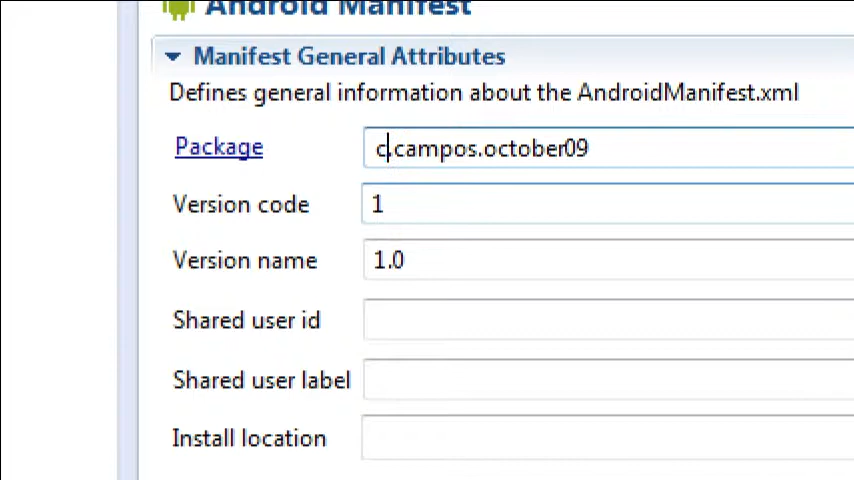 Android Manifest
Manifest General Attributes
Defines general information about the AndroidManifest.xml
Package c.campos.october09
Version code 1
Version name 1.0
Shared user id
Shared user label
Install location